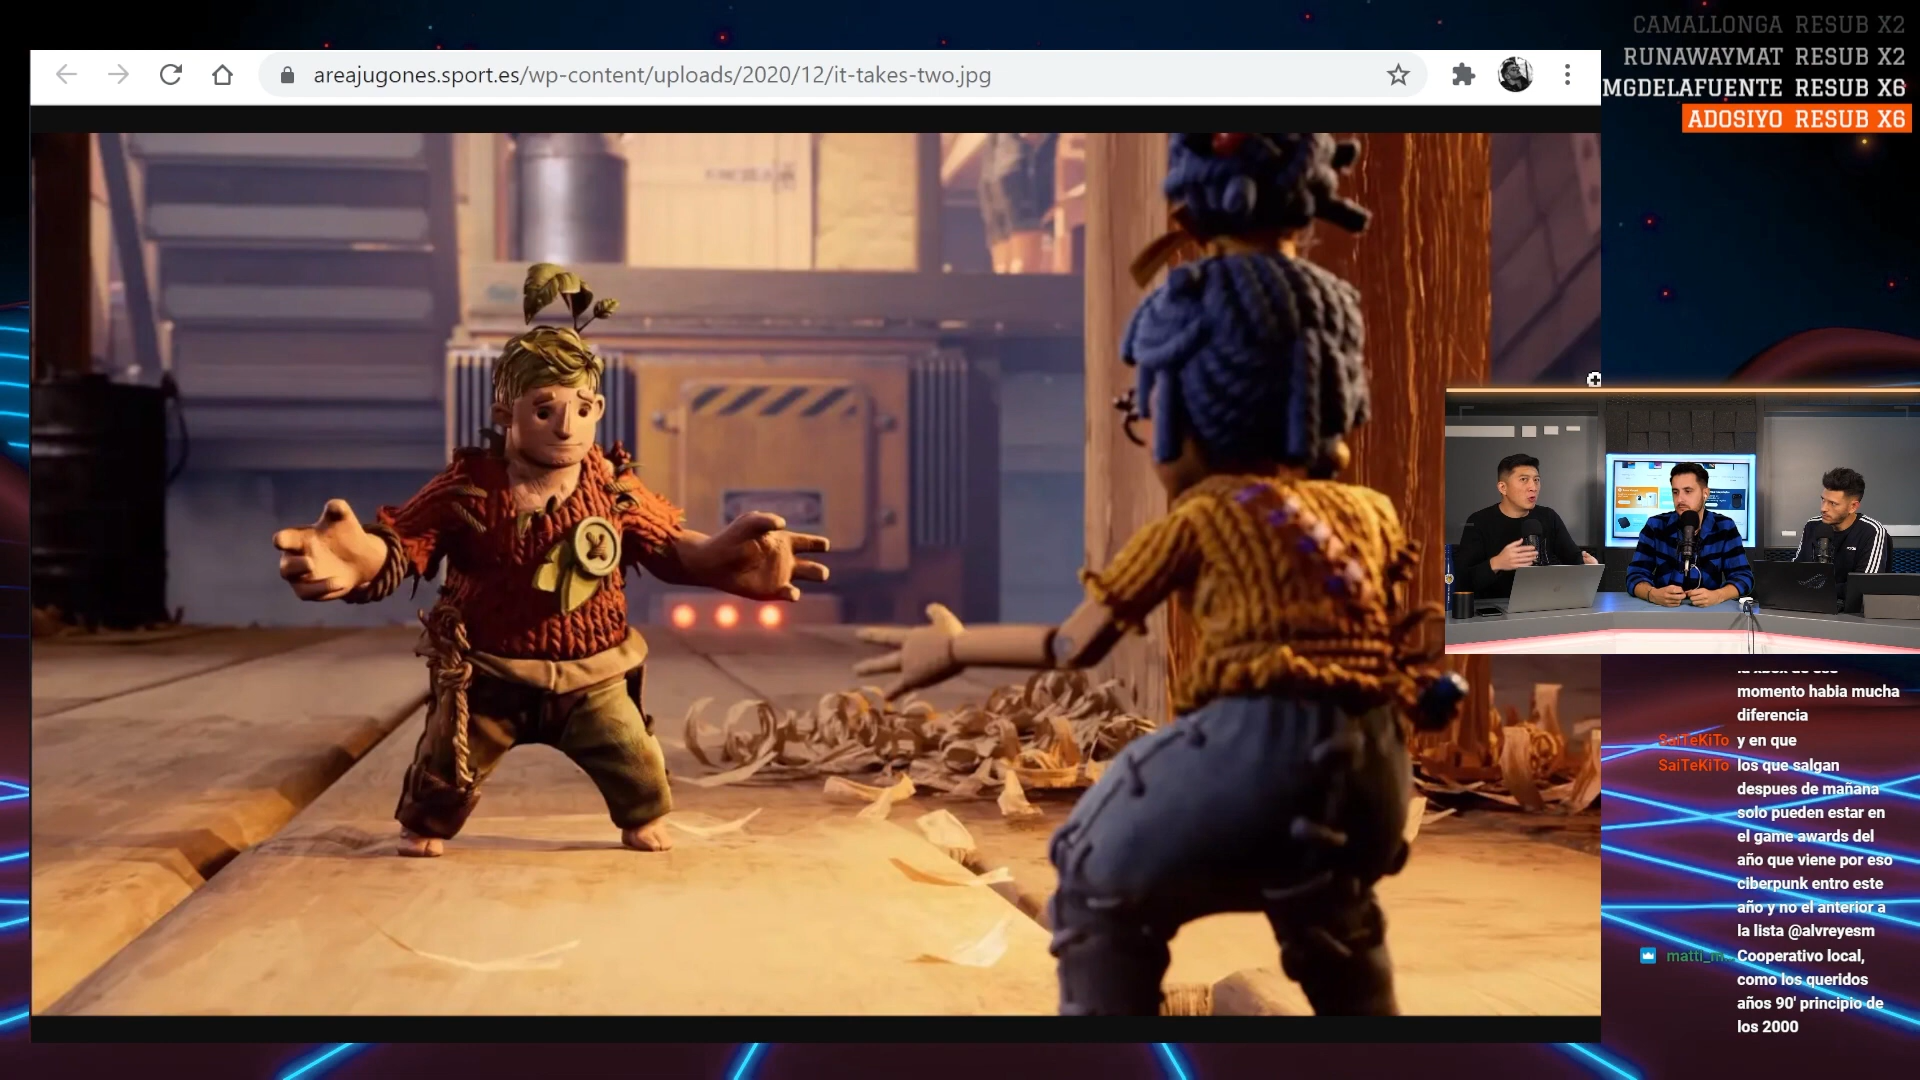 areajugones.sport.es/wp-content/uploads/2020/12/it-takes-two.jpg
CAMALLONGA RESUB X2
RUNAWAYMAT RESUB X2
MGDELAFUENTE RESUB X6
ADOSIYO RESUB X6
momento habia mucha
diferencia
SaiTeKiTo y en que
SaiTeKiTo los que salgan
despues de mañana
solo pueden estar en
el game awards del
año que viene por eso
ciberpunk entro este
año y no el anterior a
la lista @alvreyesm
matti_m... Cooperativo local,
como los queridos
años 90' principio de
los 2000